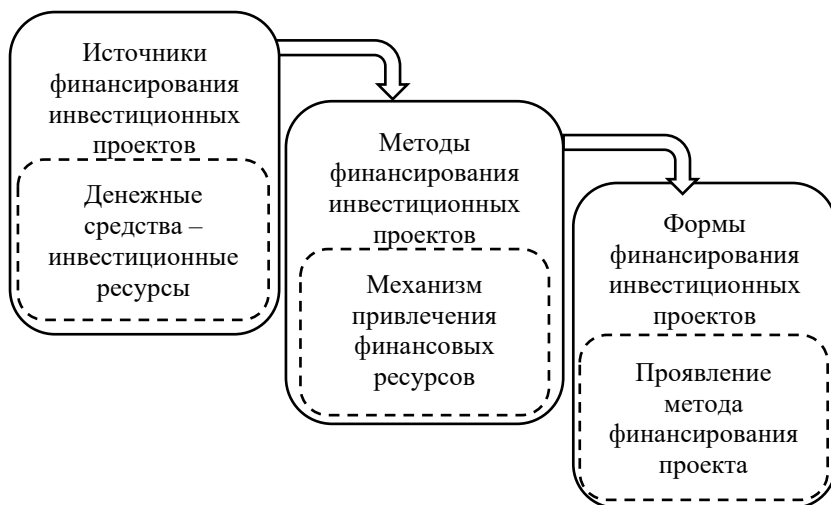 Источники
финансирования
инвестиционных
проектов
Денежные
средства –
инвестиционные
ресурсы
Методы
финансирования
инвестиционных
проектов
Механизм
привлечения
финансовых
ресурсов
Формы
финансирования
инвестиционных
проектов
Проявление
метода
финансирования
проекта